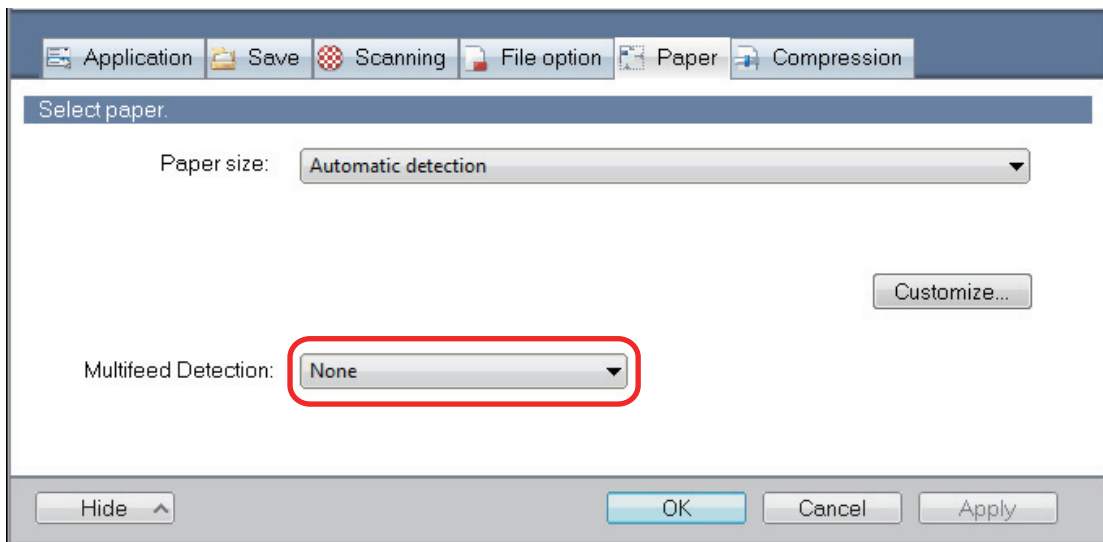 Application Save Scanning File option Paper Compression
Select paper.
Paper size: Automatic detection
Customize...
Multifeed Detection: None
Hide OK Cancel Apply